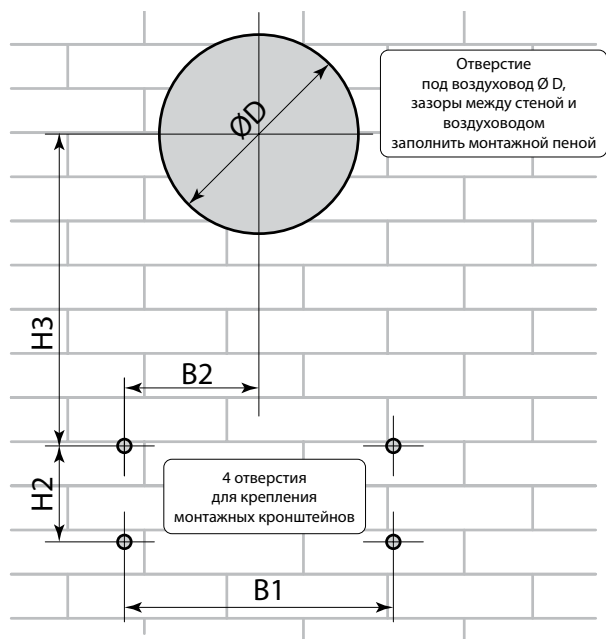 Отверстие
под воздуховод Ø D,
зазоры между стеной и
воздуховодом
заполнить монтажной пеной
ØD
H3
B2
H2
4 отверстия
для крепления
монтажных кронштейнов
B1